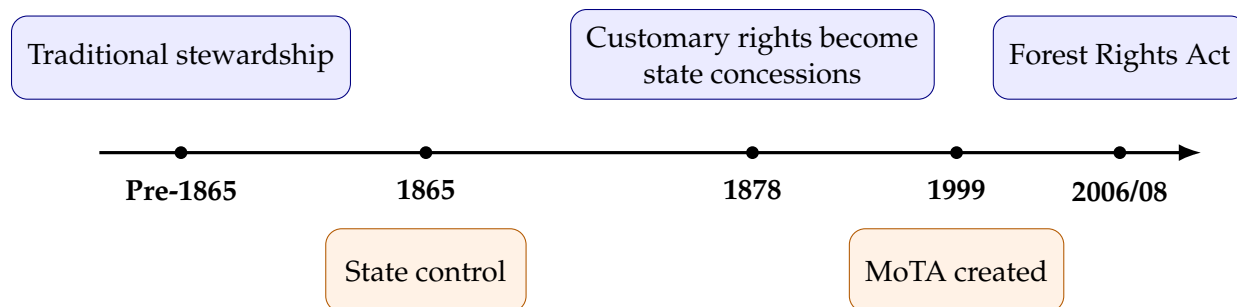 Traditional stewardship
Customary rights become
state concessions
Forest Rights Act
Pre-1865
1865
1878
1999
2006/08
State control
MoTA created